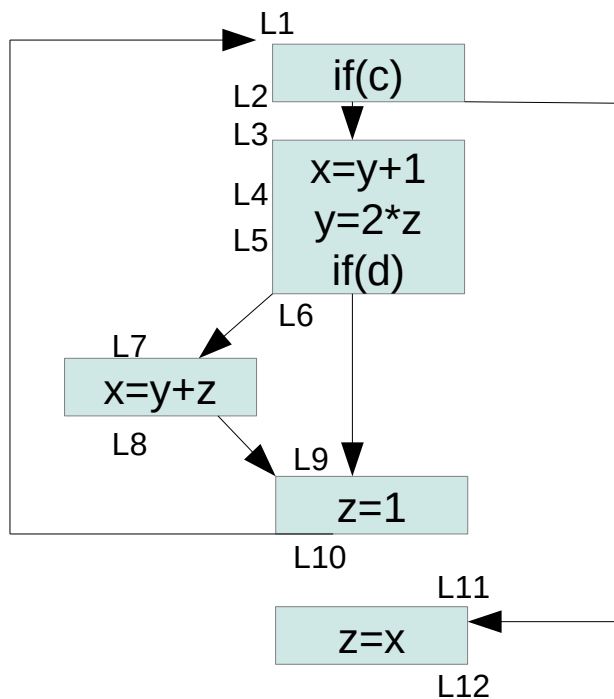 L1
if(c)
L2
L3
x=y+1
L4
y=2*z
L5
if(d)
L6
L7
x=y+z
L8
L9
z=1
L10
L11
z=x
L12